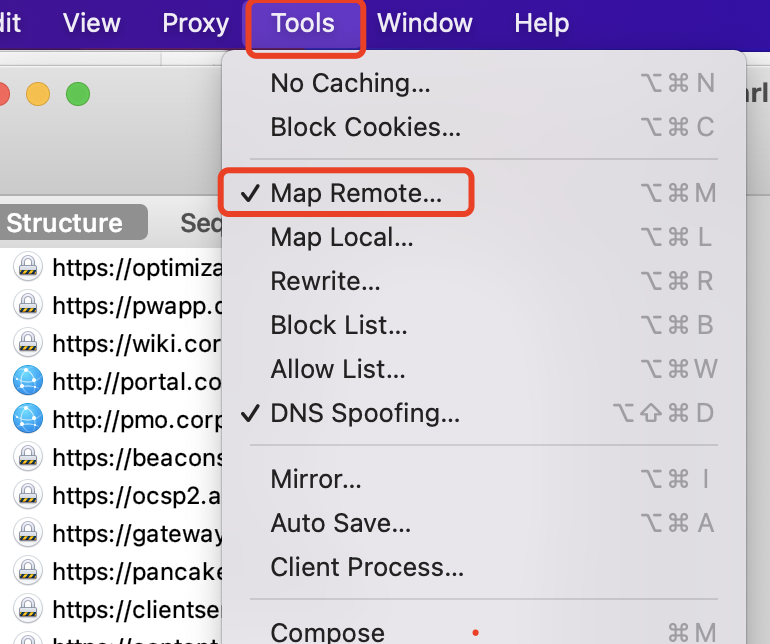 dit View Proxy Tools Window Help
No Caching... ⌥⌘N
Block Cookies... ⌥⌘C
✓ Map Remote... ⌥⌘M
Map Local... ⌥⌘L
Rewrite... ⌥⌘R
Block List... ⌥⌘B
Allow List... ⌥⌘W
✓ DNS Spoofing... ⌥⇧⌘D
Mirror... ⌥⌘I
Auto Save... ⌥⌘A
Client Process... 
Compose ⌘M
arl
Structure Seq
https://optimiza
https://pwapp.c
https://wiki.cor
http://portal.co
http://pmo.corp
https://beacons
https://ocsp2.a
https://gateway
https://pancake
https://clientse